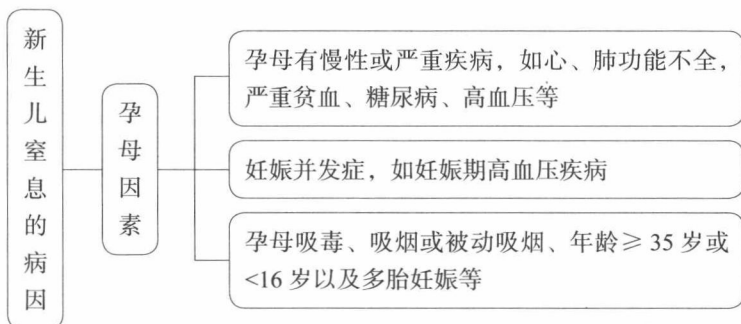 新生儿窒息的病因
孕母因素
孕母有慢性或严重疾病，如心、肺功能不全，
严重贫血、糖尿病、高血压等
妊娠并发症，如妊娠期高血压疾病
孕母吸毒、吸烟或被动吸烟、年龄≥35岁或
<16岁以及多胎妊娠等